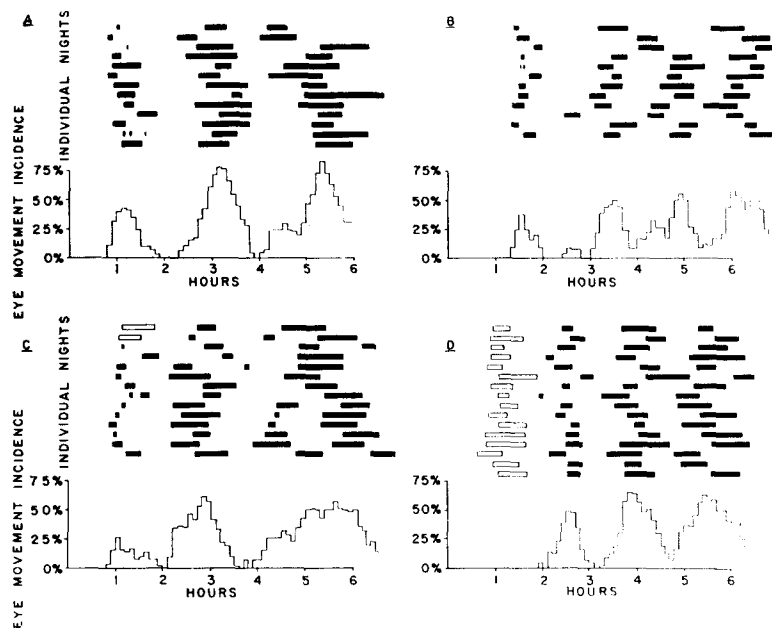 A
INDIVIDUAL NIGHTS
EYE MOVEMENT INCIDENCE
75%
50%
25%
0%
1 2 3 4 5 6
HOURS
B
75%
50%
25%
0%
1 2 3 4 5 6
HOURS
C
INDIVIDUAL NIGHTS
EYE MOVEMENT INCIDENCE
75%
50%
25%
0%
1 2 3 4 5 6
HOURS
D
75%
50%
25%
0%
1 2 3 4 5 6
HOURS